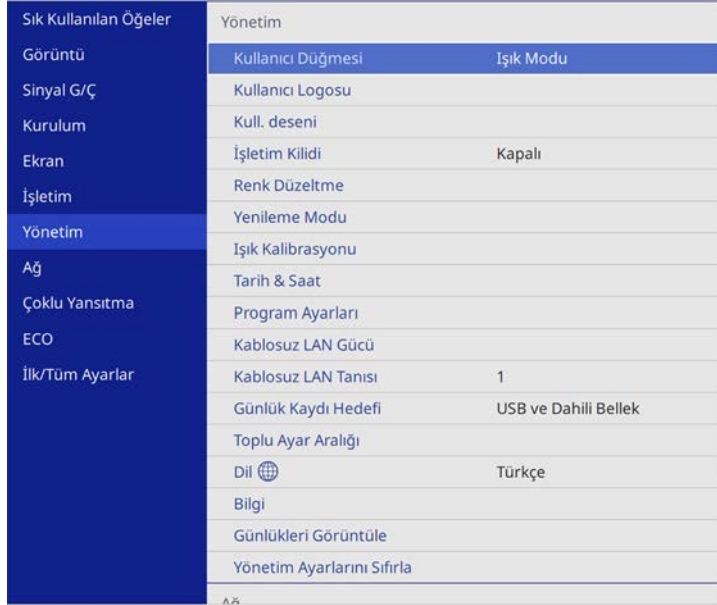 Sık Kullanılan Öğeler
Görüntü
Sinyal G/Ç
Kurulum
Ekran
İşletim
Yönetim
Ağ
Çoklu Yansıtma
ECO
İlk/Tüm Ayarlar
Yönetim
Kullanıcı Düğmesi Işık Modu
Kullanıcı Logosu
Kull. deseni
İşletim Kilidi Kapalı
Renk Düzeltme
Yenileme Modu
Işık Kalibrasyonu
Tarih & Saat
Program Ayarları
Kablosuz LAN Gücü
Kablosuz LAN Tanısı 1
Günlük Kaydı Hedefi USB ve Dahili Bellek
Toplu Ayar Aralığı
Dil Türkçe
Bilgi
Günlükleri Görüntüle
Yönetim Ayarlarını Sıfırla
Ağ